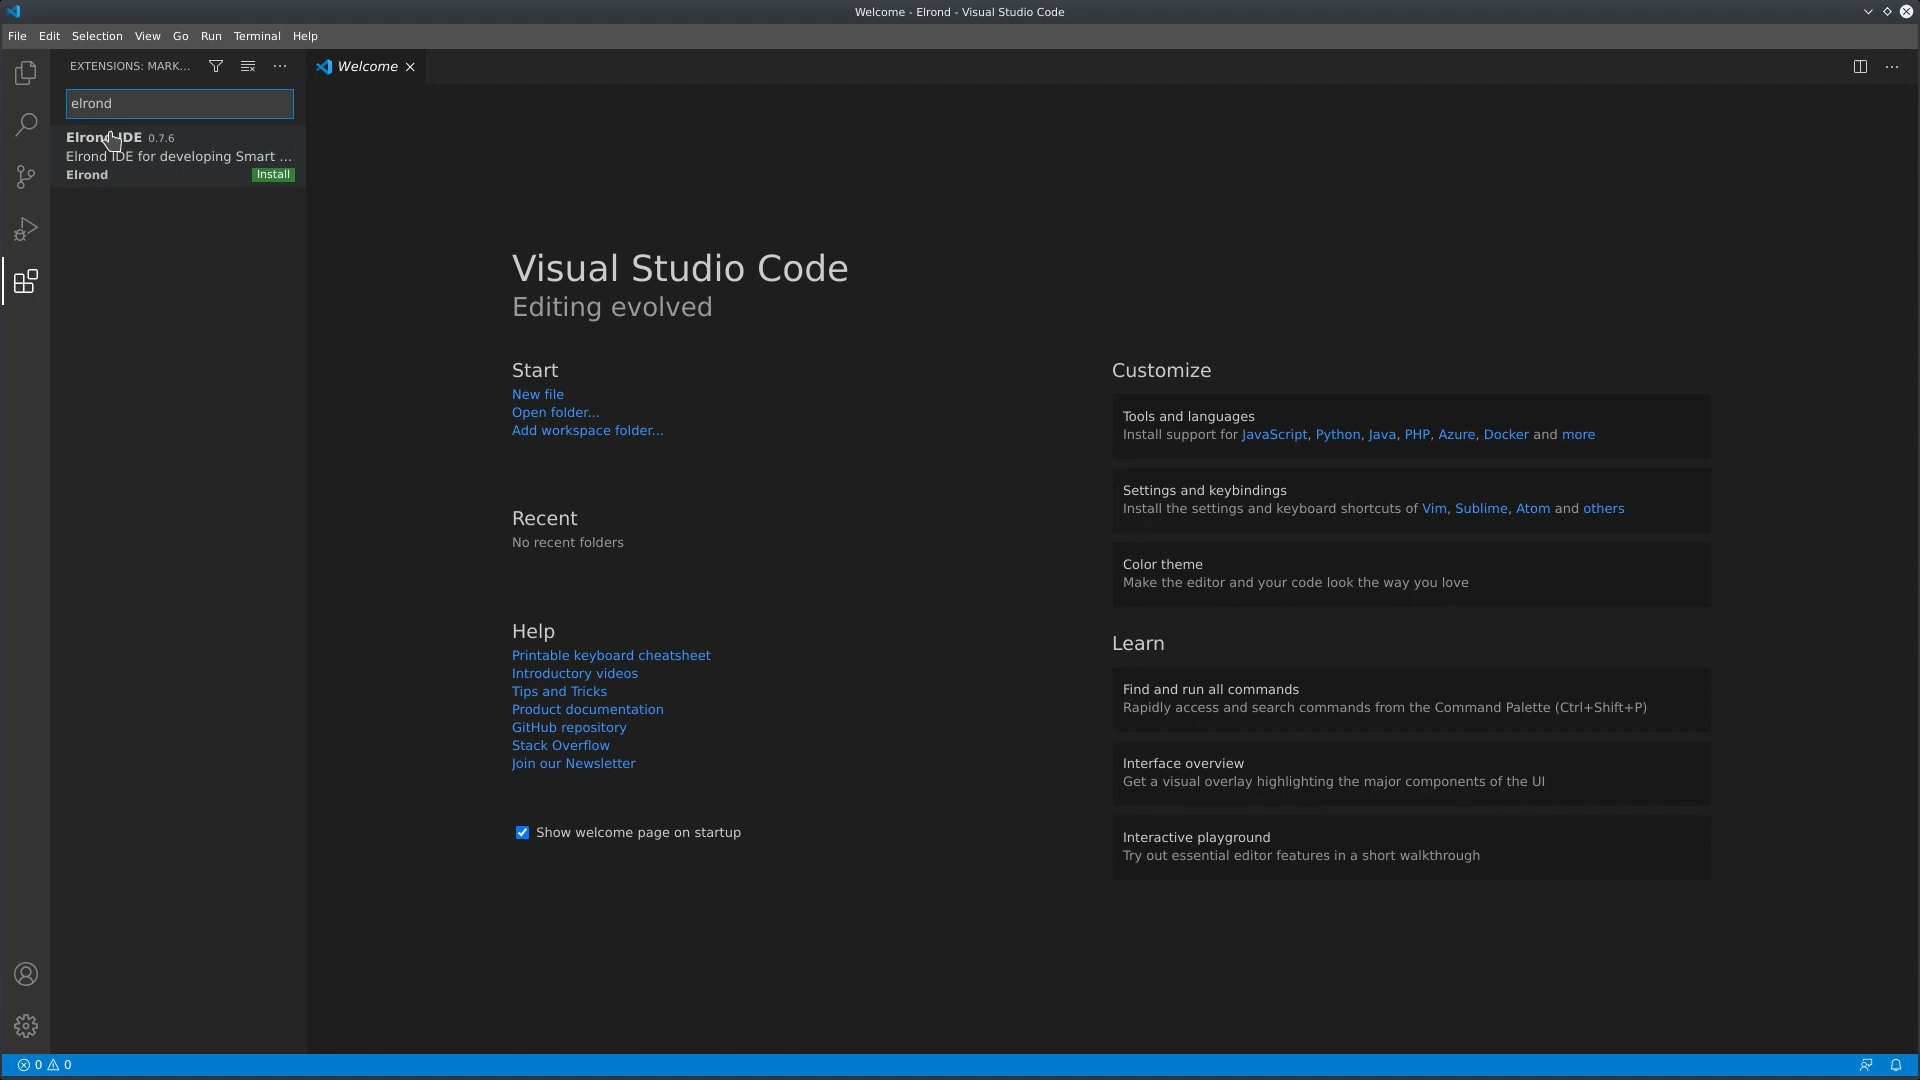 Welcome - Elrond - Visual Studio Code
File Edit Selection View Go Run Terminal Help
EXTENSIONS: MARK...
Welcome
elrond
Elrond IDE 0.7.6
Elrond IDE for developing Smart ...
Elrond Install
Visual Studio Code
Editing evolved
Start
New file
Open folder...
Add workspace folder...
Recent
No recent folders
Help
Printable keyboard cheatsheet
Introductory videos
Tips and Tricks
Product documentation
GitHub repository
Stack Overflow
Join our Newsletter
Show welcome page on startup
Customize
Tools and languages
Install support for JavaScript, Python, Java, PHP, Azure, Docker and more
Settings and keybindings
Install the settings and keyboard shortcuts of Vim, Sublime, Atom and others
Color theme
Make the editor and your code look the way you love
Learn
Find and run all commands
Rapidly access and search commands from the Command Palette (Ctrl+Shift+P)
Interface overview
Get a visual overlay highlighting the major components of the UI
Interactive playground
Try out essential editor features in a short walkthrough
0 0